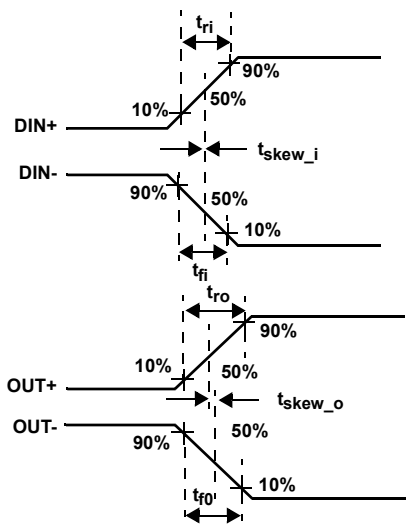 tri
90%
10%
50%
DIN+
tskew_i
DIN-
50%
90%
10%
tfi
tro
90%
10%
50%
OUT+
tskew_o
OUT-
50%
90%
10%
tf0